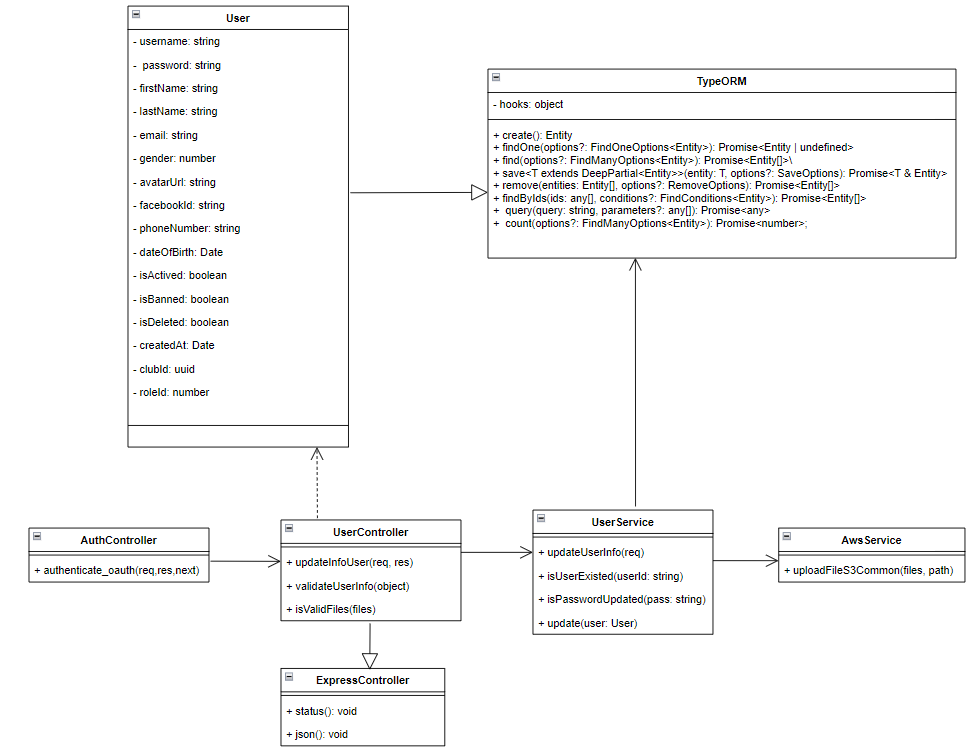 User
- username: string
-  password: string
- firstName: string
- lastName: string
- email: string
- gender: number
- avatarUrl: string
- facebookId: string
- phoneNumber: string
- dateOfBirth: Date
- isActived: boolean
- isBanned: boolean
- isDeleted: boolean
- createdAt: Date
- clubId: uuid
- roleId: number
TypeORM
- hooks: object
+ create(): Entity
+ findOne(options?: FindOneOptions<Entity>): Promise<Entity | undefined>
+ find(options?: FindManyOptions<Entity>): Promise<Entity[]>\
+ save<T extends DeepPartial<Entity>>(entity: T, options?: SaveOptions): Promise<T & Entity>
+ remove(entities: Entity[], options?: RemoveOptions): Promise<Entity[]>
+ findByIds(ids: any[], conditions?: FindConditions<Entity>): Promise<Entity[]>
+  query(query: string, parameters?: any[]): Promise<any>
+  count(options?: FindManyOptions<Entity>): Promise<number>;
AuthController
+ authenticate_oauth(req,res,next)
UserController
+ updateInfoUser(req, res)
+ validateUserInfo(object)
+ isValidFiles(files)
UserService
+ updateUserInfo(req)
+ isUserExisted(userId: string)
+ isPasswordUpdated(pass: string)
+ update(user: User)
AwsService
+ uploadFileS3Common(files, path)
ExpressController
+ status(): void
+ json(): void